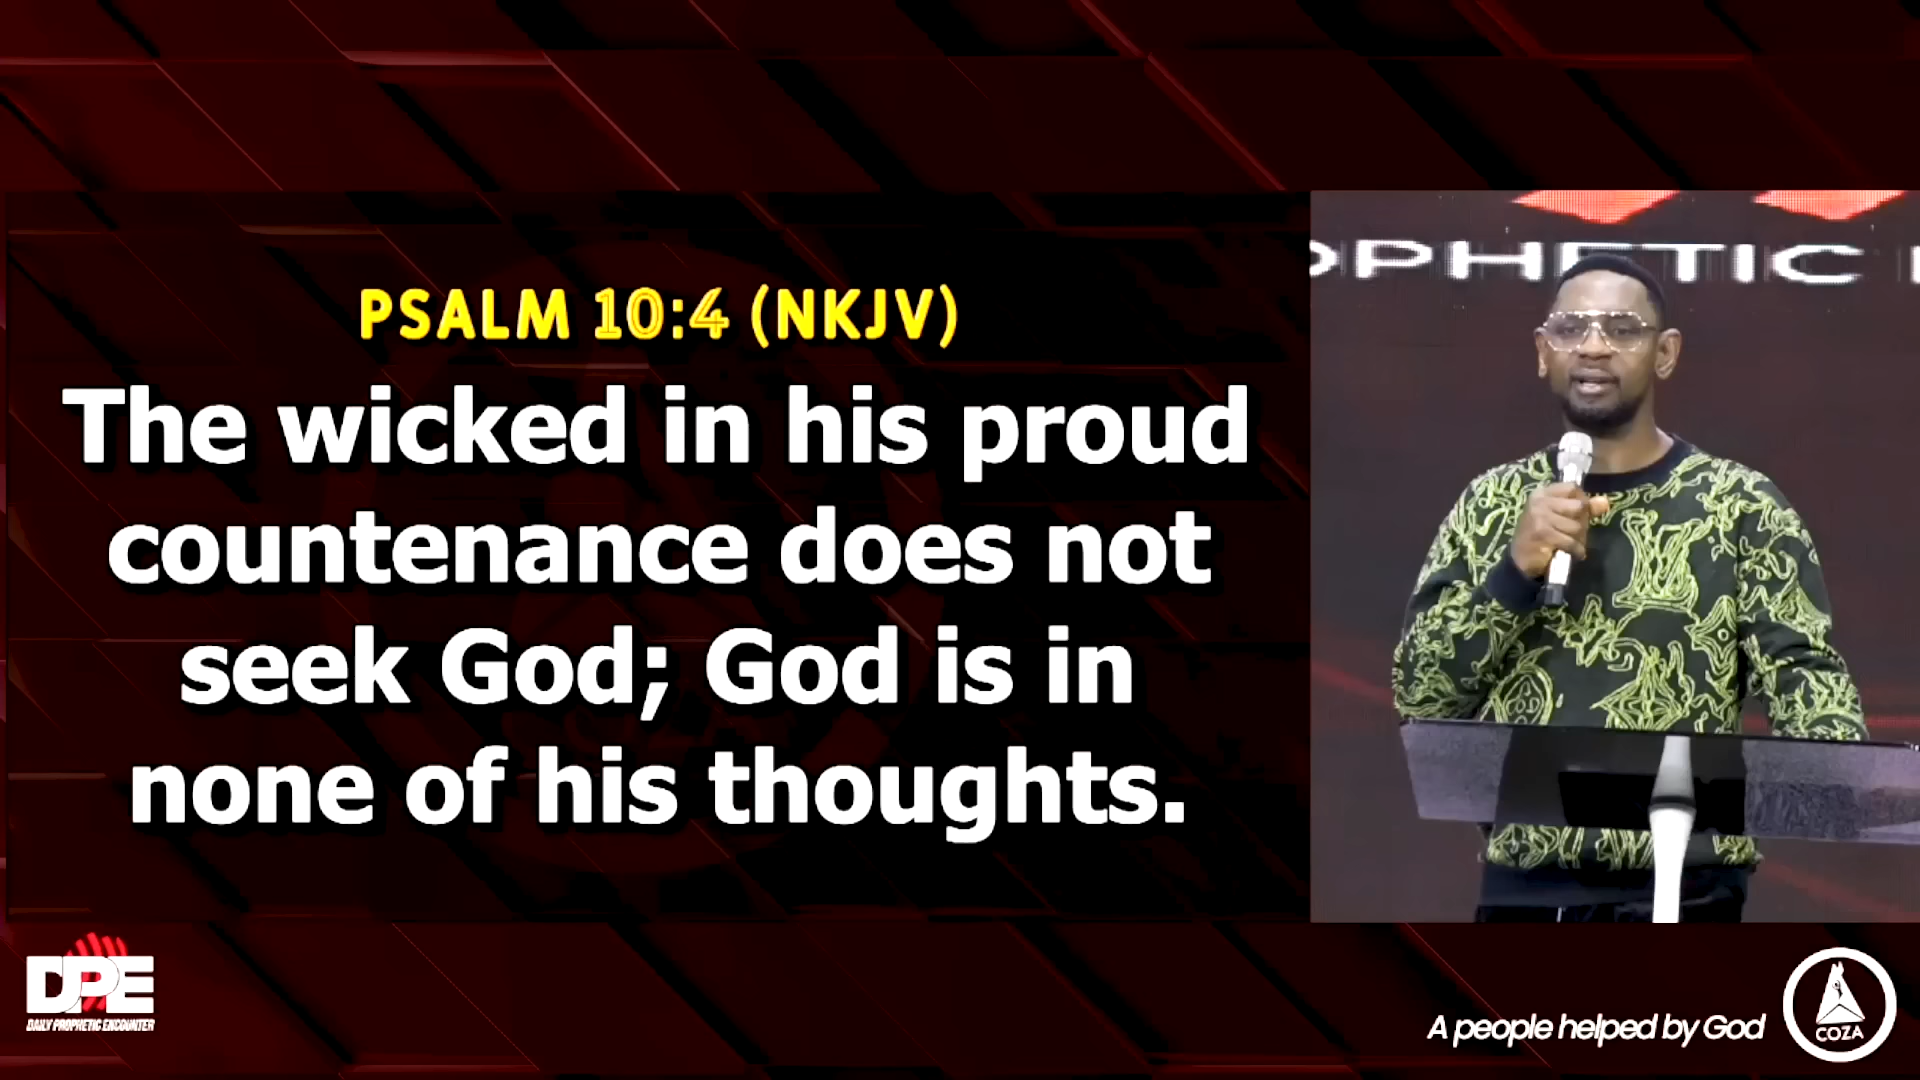 PSALM 10:4 (NKJV)
The wicked in his proud
countenance does not
seek God; God is in
none of his thoughts.
OPHETIC
DPE
DAILY PROPHETIC ENCOUNTER
A people helped by God
COZA